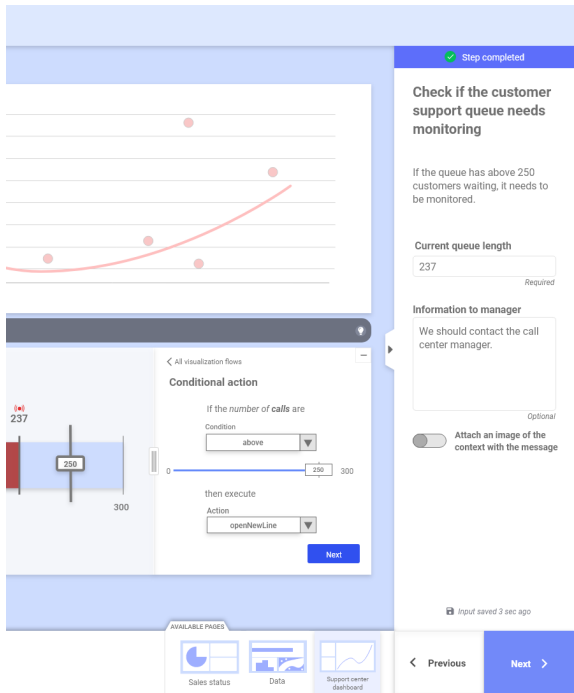 Step completed
Check if the customer
support queue needs
monitoring
If the queue has above 250
customers waiting, it needs to
be monitored.
Current queue length
237
Required
Information to manager
We should contact the call
center manager.
Optional
Attach an image of the
context with the message
Input saved 3 sec ago
Previous
Next
237
250
300
All visualization flows
Conditional action
If the number of calls are
Condition
above
0
250
300
then execute
Action
openNewLine
Next
AVAILABLE PAGES
Sales status
Data
Support center
dashboard